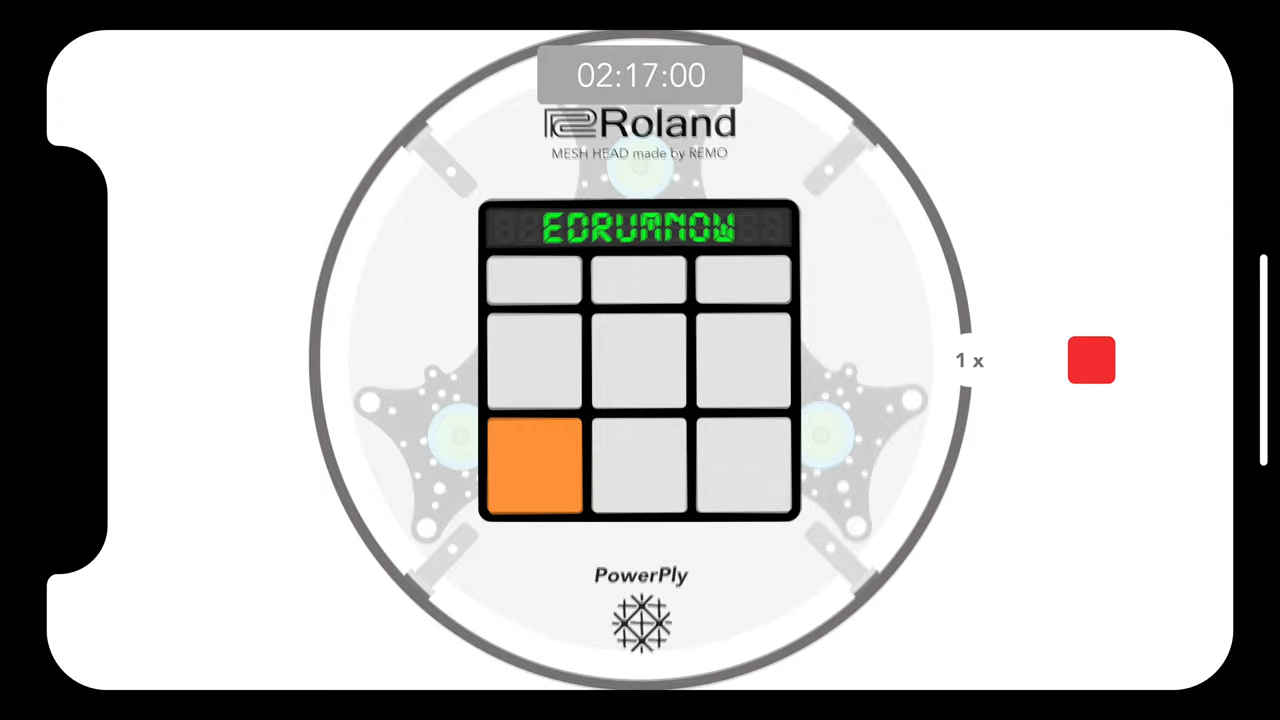 02:17:00
Roland
MESH HEAD made by REMO
EDRUMNOW
1 x
PowerPly